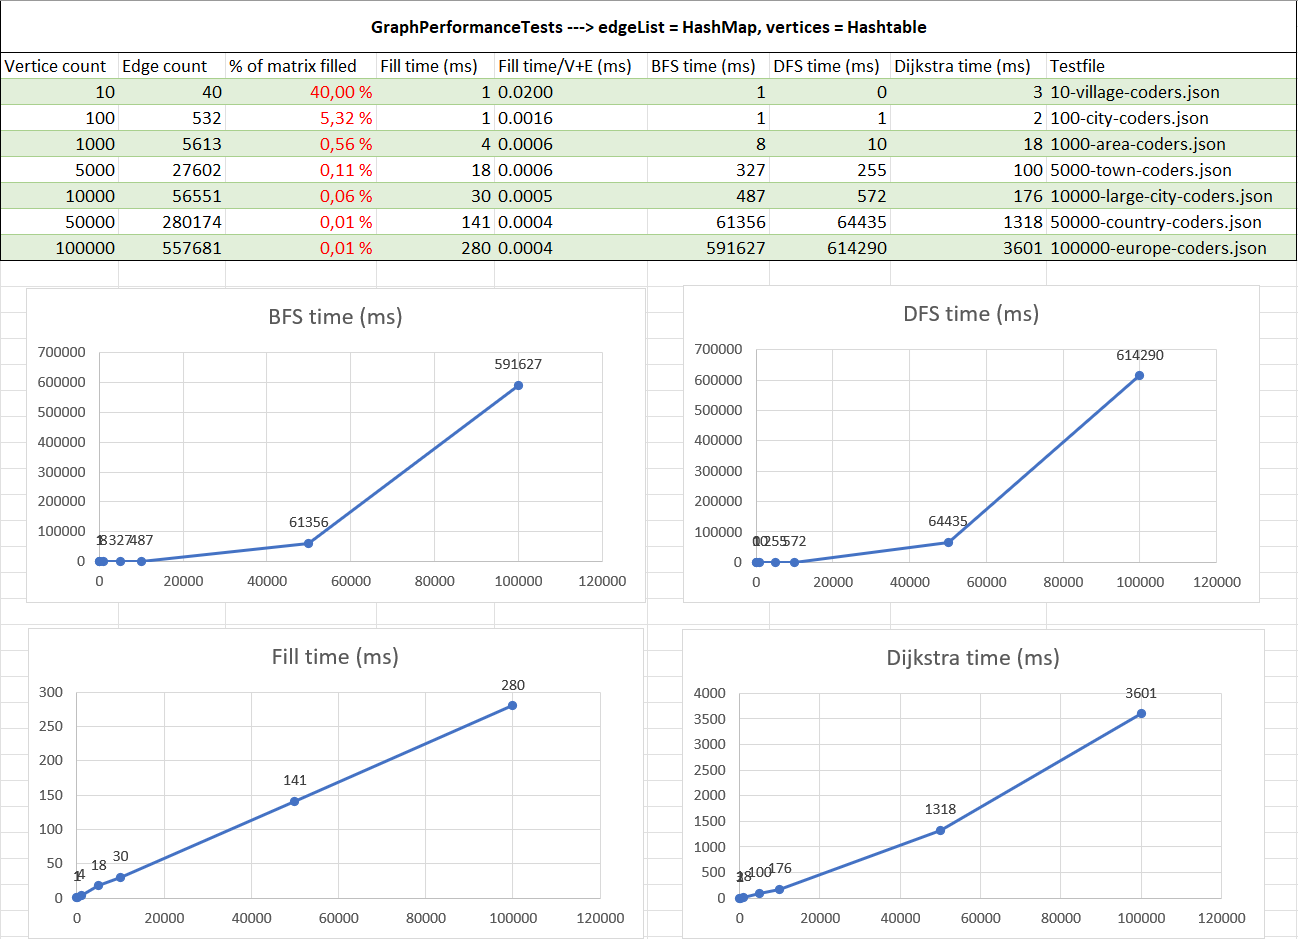 GraphPerformanceTests ---> edgeList = HashMap, vertices = Hashtable
Vertice count Edge count % of matrix filled Fill time (ms) Fill time/V+E (ms) BFS time (ms) DFS time (ms) Dijkstra time (ms) Testfile
10 40 40,00 % 1 0.0200 1 0 3 10-village-coders.json
100 532 5,32 % 1 0.0016 1 1 2 100-city-coders.json
1000 5613 0,56 % 4 0.0006 8 10 18 1000-area-coders.json
5000 27602 0,11 % 18 0.0006 327 255 100 5000-town-coders.json
10000 56551 0,06 % 30 0.0005 487 572 176 10000-large-city-coders.json
50000 280174 0,01 % 141 0.0004 61356 64435 1318 50000-country-coders.json
100000 557681 0,01 % 280 0.0004 591627 614290 3601 100000-europe-coders.json
BFS time (ms)
700000
600000
500000
400000
300000
200000
100000
0
591627
61356
8 327 487
0 20000 40000 60000 80000 100000 120000
DFS time (ms)
700000
600000
500000
400000
300000
200000
100000
0
614290
64435
10 255 572
0 20000 40000 60000 80000 100000 120000
Fill time (ms)
300
250
200
150
100
50
0
280
141
1 4 18 30
0 20000 40000 60000 80000 100000 120000
Dijkstra time (ms)
4000
3500
3000
2500
2000
1500
1000
500
0
3601
1318
18 100 176
0 20000 40000 60000 80000 100000 120000